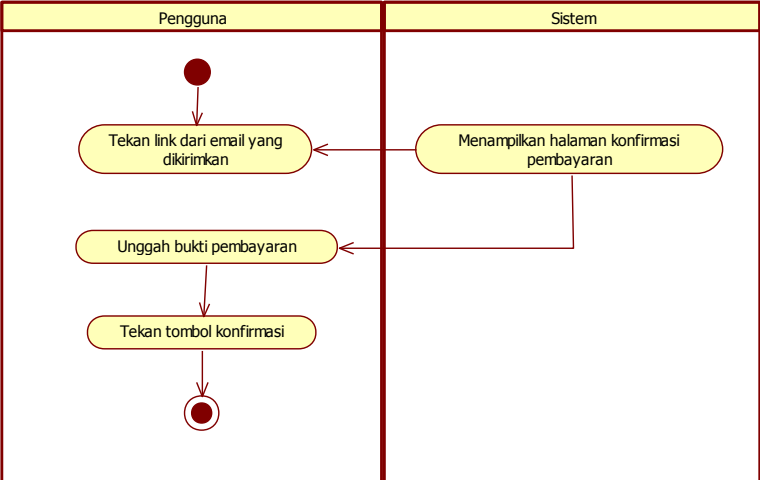 Pengguna
Sistem
Tekan link dari email yang
dikirimkan
Menampilkan halaman konfirmasi
pembayaran
Unggah bukti pembayaran
Tekan tombol konfirmasi